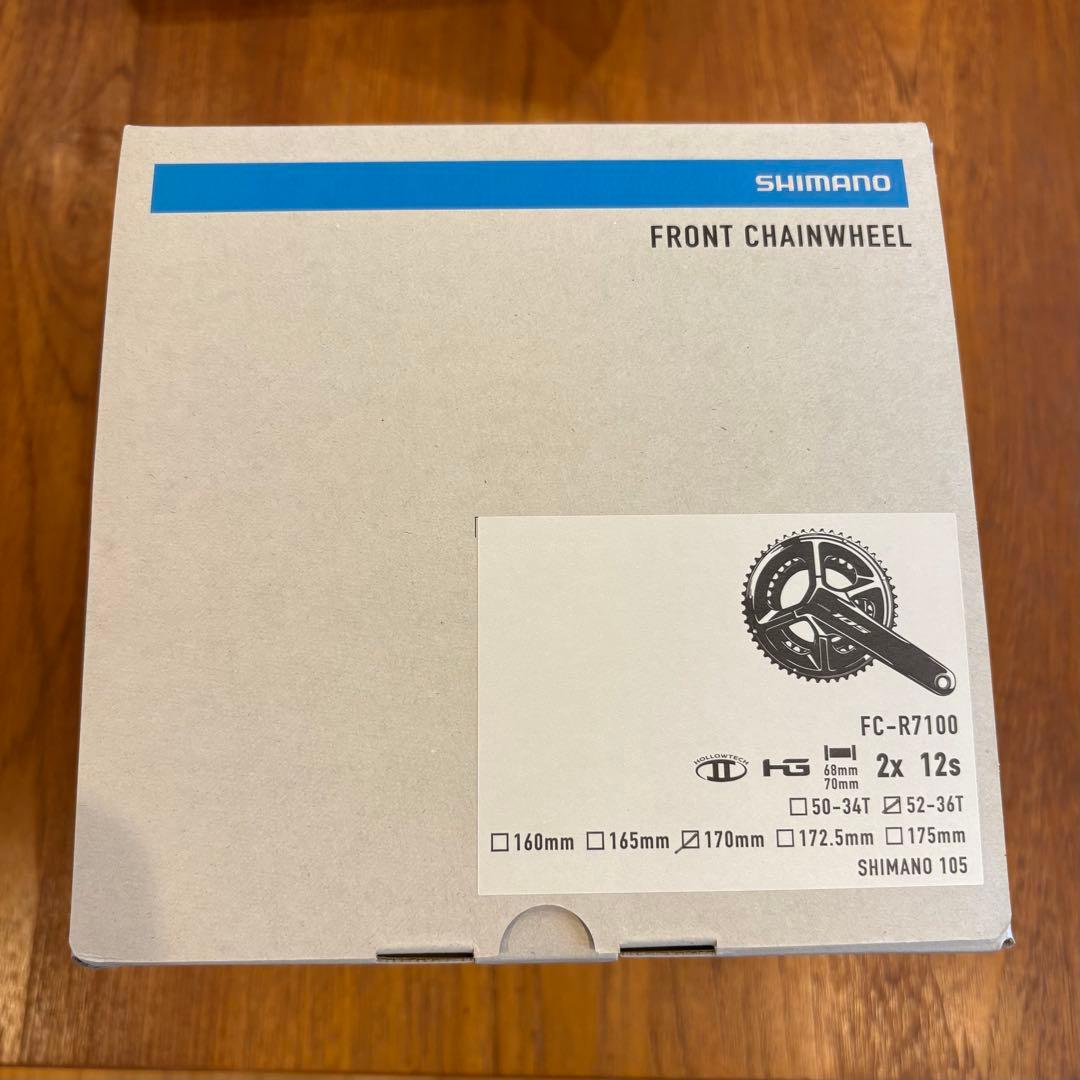 SHIMANO
FRONT CHAINWHEEL
105
FC-R7100
HOLLOWTECH II HG 68mm 70mm 2x 12s
☐50-34T ☑52-36T
☐160mm ☐165mm ☑170mm ☐172.5mm ☐175mm
SHIMANO 105